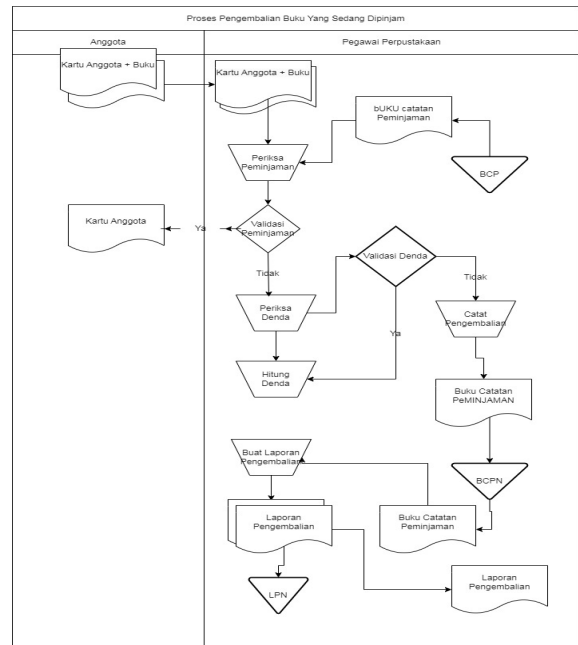 Proses Pengembalian Buku Yang Sedang Dipinjam
Anggota
Pegawai Perpustakaan
Kartu Anggota + Buku
Kartu Anggota + Buku
bUKU catatan
Peminjaman
BCP
Periksa
Peminjaman
Kartu Anggota
Ya
Validasi
Peminjaman
Validasi Denda
Tidak
Tidak
Periksa
Denda
Catat
Pengembalian
Ya
Hitung
Denda
Buku Catatan
PeMINJAMAN
Buat Laporan
Pengembalian
BCPN
Laporan
Pengembalian
Buku Catatan
Peminjaman
LPN
Laporan
Pengembalian